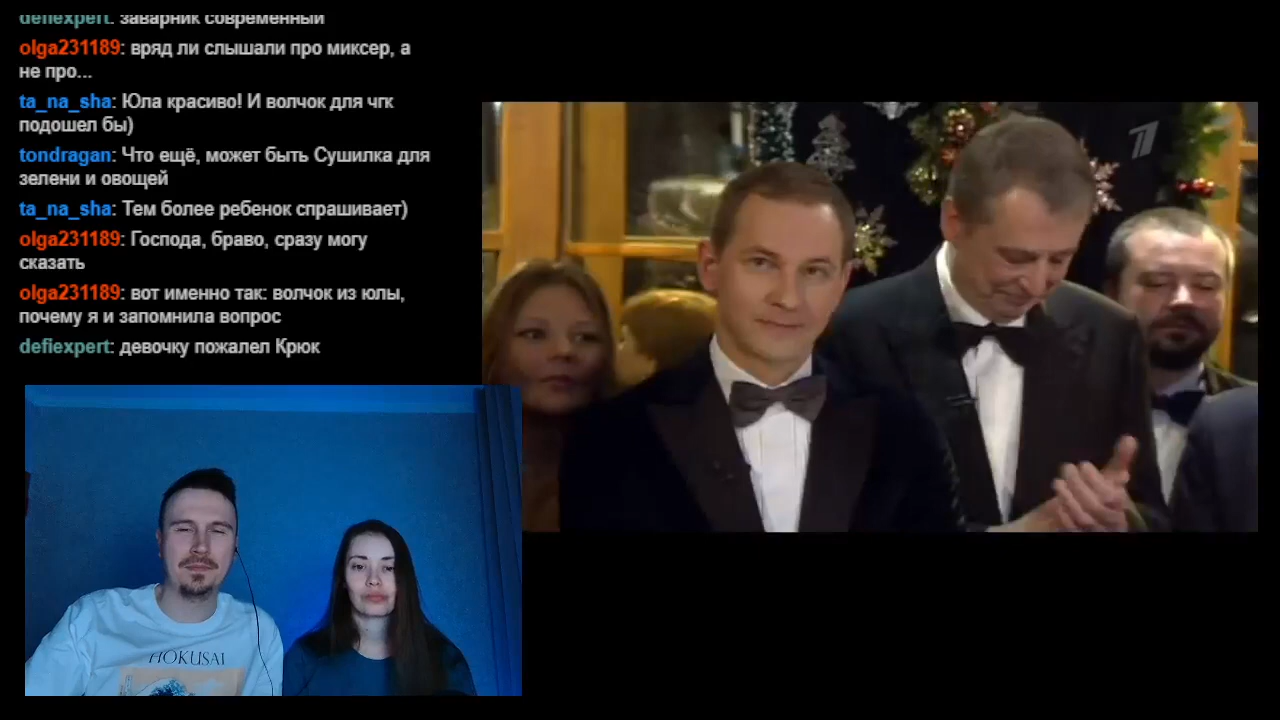 defiexpert: заварник современный
olga231189: вряд ли слышали про миксер, а
не про...
ta_na_sha: Юла красиво! И волчок для чгк
подошел бы)
tondragan: Что ещё, может быть Сушилка для
зелени и овощей
ta_na_sha: Тем более ребенок спрашивает)
olga231189: Господа, браво, сразу могу
сказать
olga231189: вот именно так: волчок из юлы,
почему я и запомнила вопрос
defiexpert: девочку пожалел Крюк
HOKUSAI